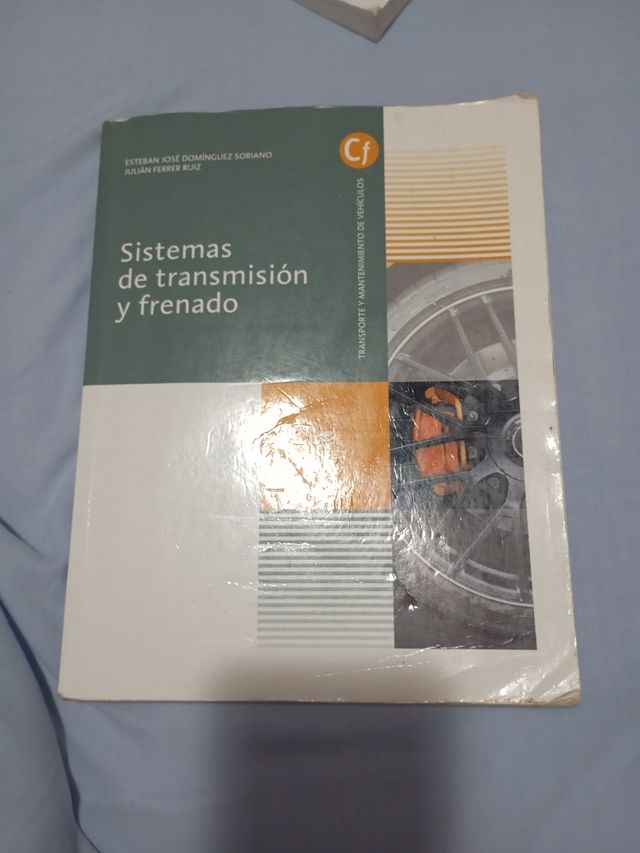 ESTEBAN JOSÉ DOMÍNGUEZ SORIANO
JULIÁN FERRER RUIZ
Cf
TRANSPORTE Y MANTENIMIENTO DE VEHÍCULOS
Sistemas
de transmisión
y frenado